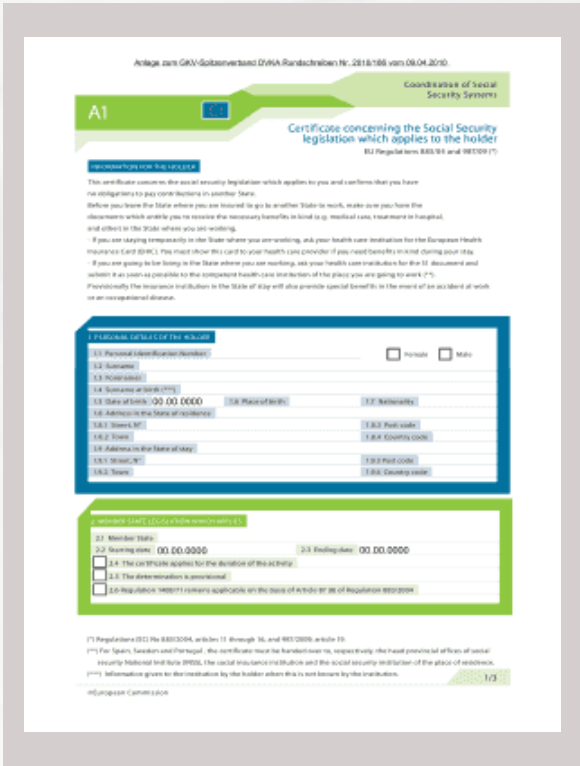 Anlage zum GKV-Spitzenverband DVKA Rundschreiben Nr. 2010/186 vom 09.04.2010
Coordination of Social
Security Systems
A1
Certificate concerning the Social Security
legislation which applies to the holder
EU Regulations 883/04 and 987/09 (*)
INFORMATION FOR THE HOLDER
This certificate concerns the social security legislation which applies to you and confirms that you have
no obligations to pay contributions in another State.
Before you leave the State where you are insured to go to another State to work, make sure you have the
documents which entitle you to receive the necessary benefits in kind (e.g. medical care, treatment in hospital,
and others) in the State where you are working.
- If you are staying temporarily in the State where you are working, ask your health care institution for the European Health
Insurance Card (EHIC). You must show this card to your health care provider if you need benefits in kind during your stay.
- If you are going to be living in the State where you are working, ask your health care institution for the S1 document and
submit it as soon as possible to the competent health care institution of the place you are going to work (**).
Provisionally the insurance institution in the State of stay will also provide special benefits in the event of an accident at work
or an occupational disease.
1. PERSONAL DETAILS OF THE HOLDER
1.1 Personal Identification Number Female Male
1.2 Surname
1.3 Forenames
1.4 Surname at birth (***)
1.5 Date of birth 00.00.0000 1.6 Place of birth 1.7 Nationality
1.8 Address in the State of residence
1.8.1 Street, N° 1.8.3 Post code
1.8.2 Town 1.8.4 Country code
1.9 Address in the State of stay
1.9.1 Street, N° 1.9.3 Post code
1.9.2 Town 1.9.4 Country code
2. MEMBER STATE LEGISLATION WHICH APPLIES
2.1 Member State
2.2 Starting date 00.00.0000 2.3 Ending date 00.00.0000
2.4 The certificate applies for the duration of the activity
2.5 The determination is provisional
2.6 Regulation 1408/71 remains applicable on the basis of Article 87 (8) of Regulation 883/2004
(*) Regulations (EC) No 883/2004, articles 11 through 16, and 987/2009, article 19.
(**) For Spain, Sweden and Portugal, the certificate must be handed over to, respectively, the head provincial offices of social
security National Institute (INSS), the social insurance institution and the social security institution of the place of residence.
(***) Information given to the institution by the holder when this is not known by the institution.
1/3
©European Commission